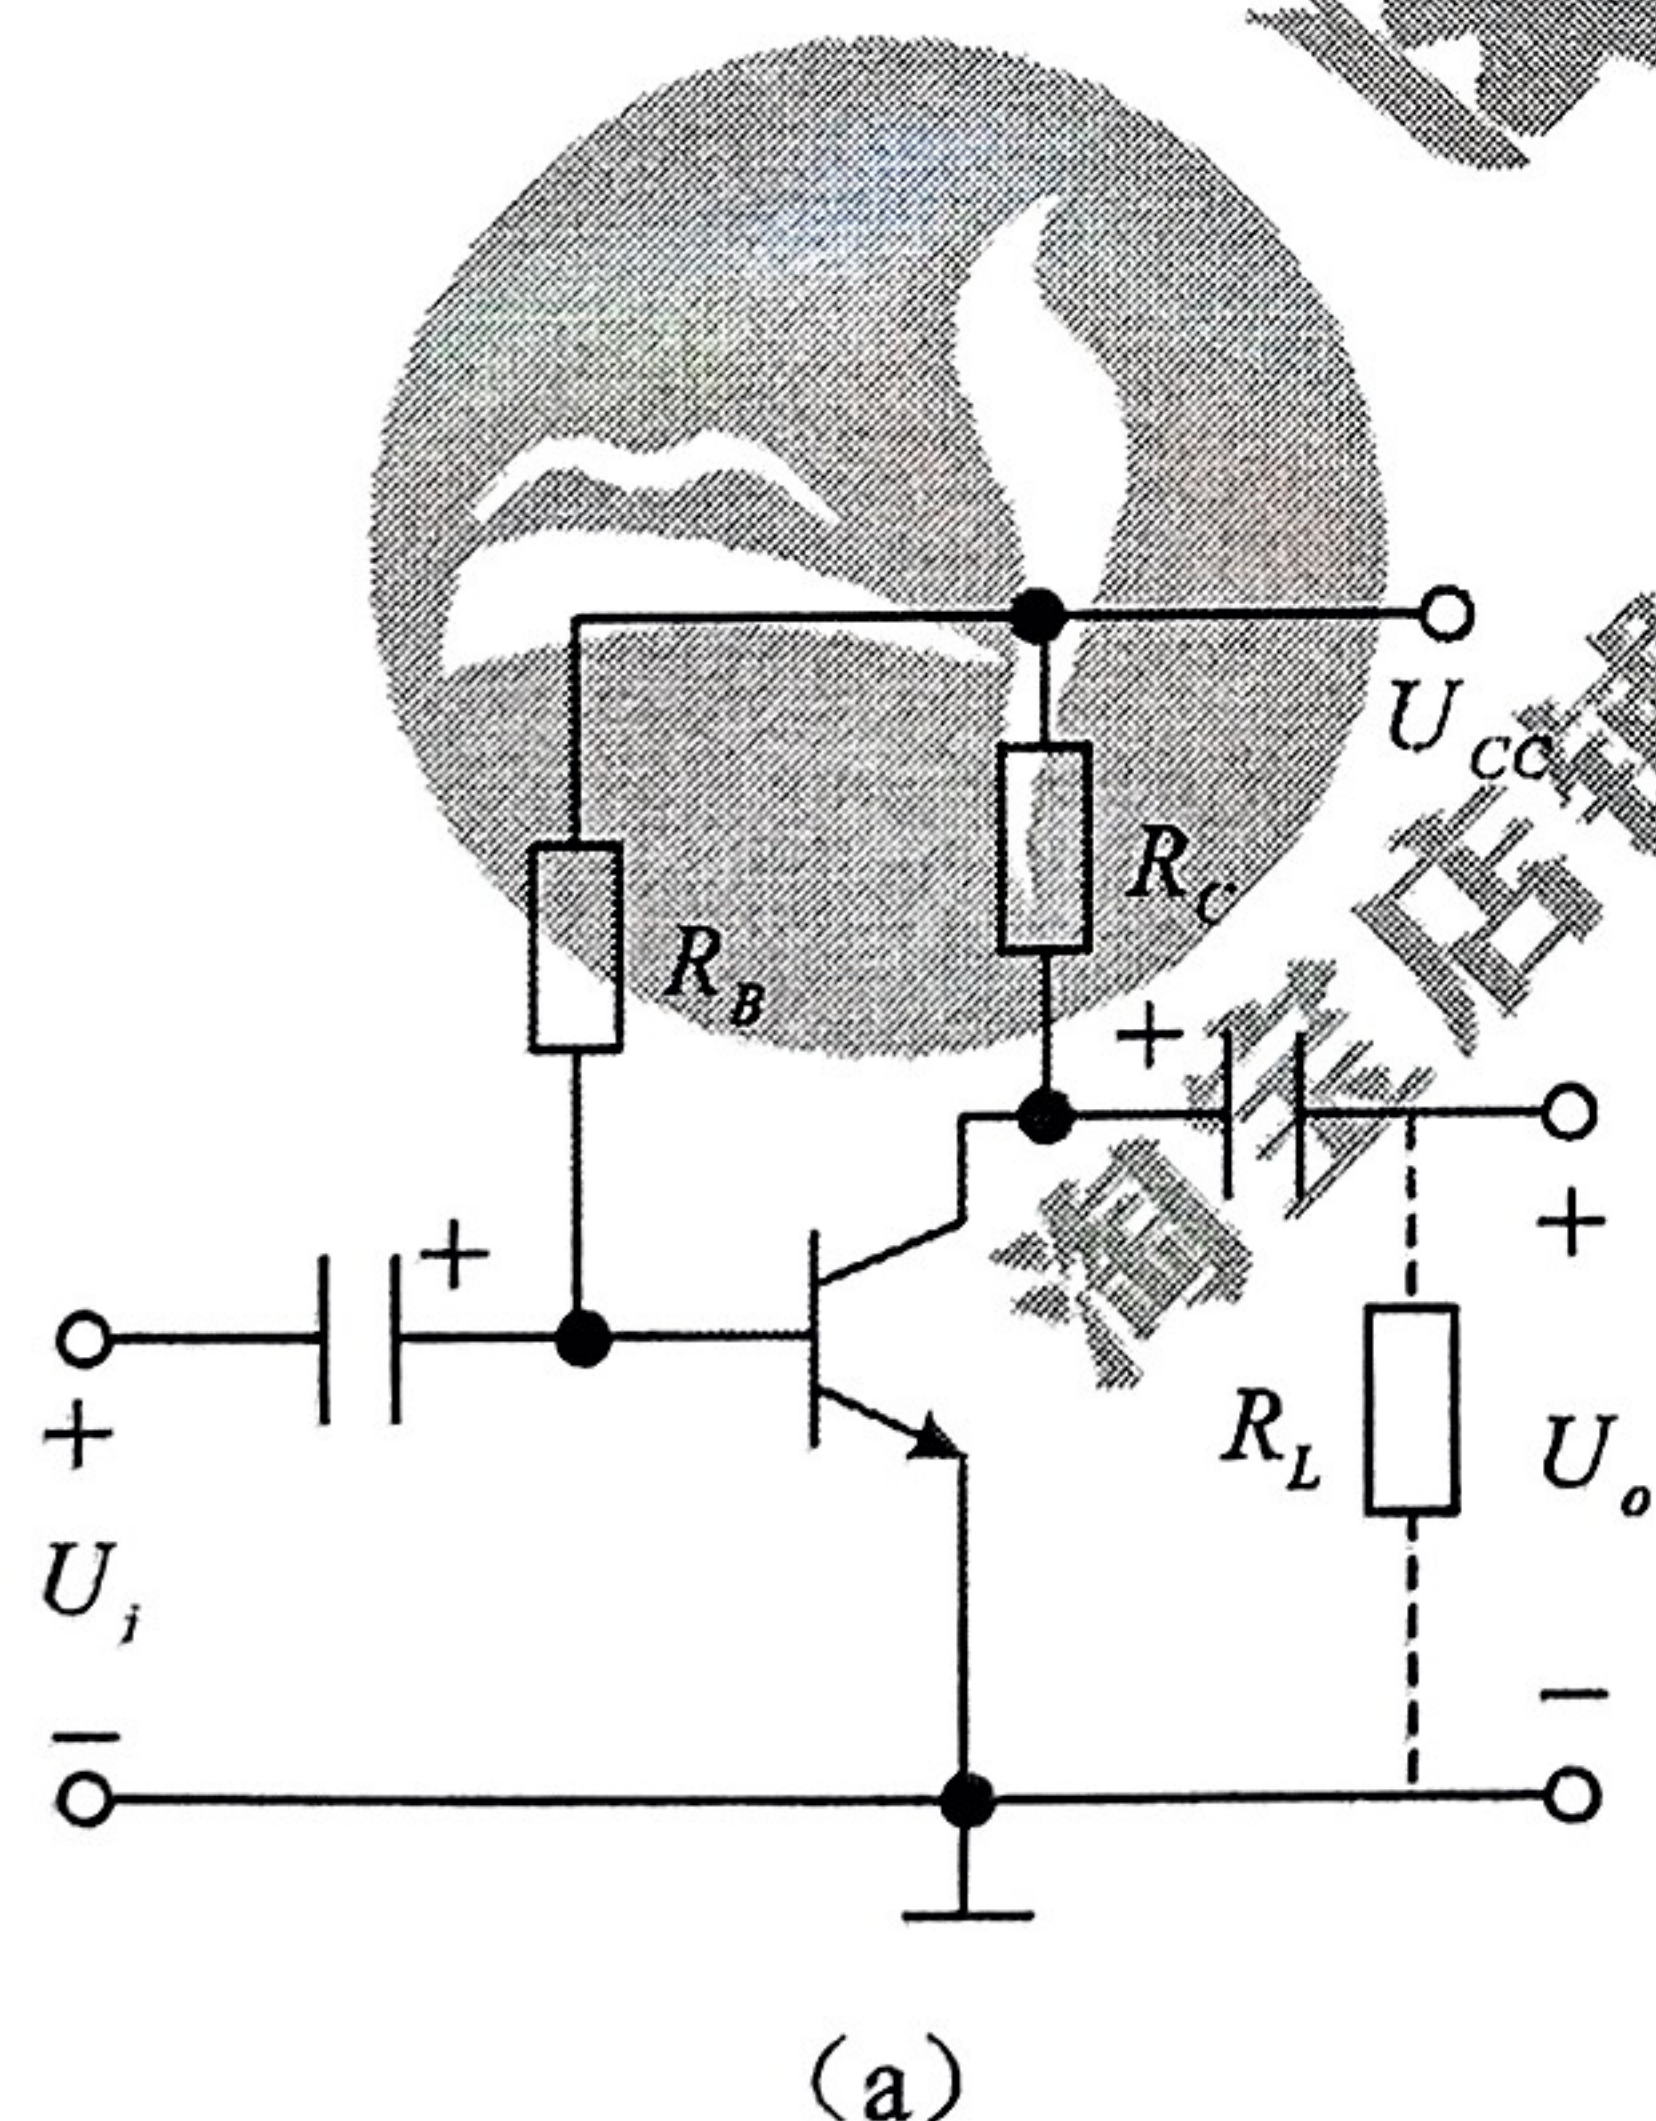 U_CC
R_C
R_B
+
+
+
+
R_L
U_o
U_i
−
−
(a)